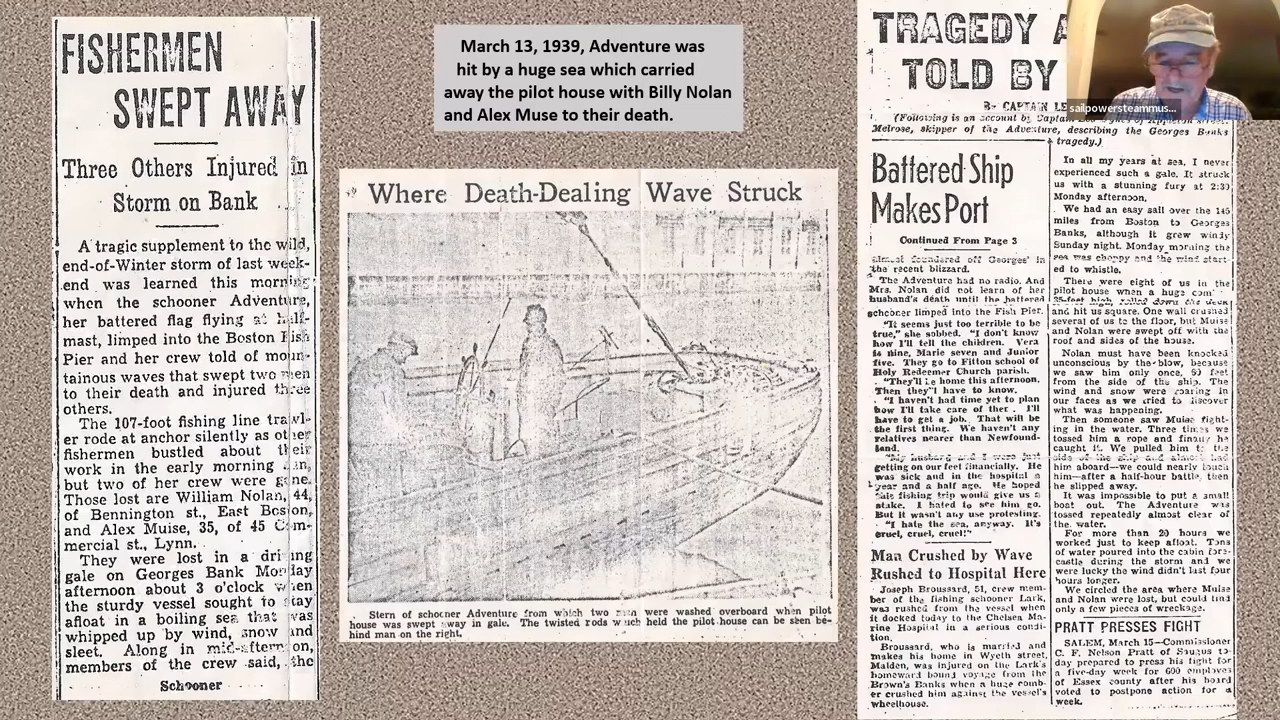 FISHERMEN
SWEPT AWAY
Three Others Injured in
Storm on Bank
A tragic supplement to the wild,
end-of-Winter storm of last week-
end was learned this morning
when the schooner Adventure,
her battered flag flying at half-
mast, limped into the Boston Fish
Pier and her crew told of moun-
tainous waves that swept two men
to their death and injured three
others.
The 107-foot fishing line trawl-
er rode at anchor silently as other
fishermen bustled about their
work in the early morning
but two of her crew were gone.
Those lost are William Nolan, 44,
of Bennington st., East Boston,
and Alex Muise, 35, of 45 Com-
mercial st., Lynn.
They were lost in a driving
gale on Georges Bank Monday
afternoon about 3 o'clock when
the sturdy vessel sought to stay
afloat in a boiling sea that was
whipped up by wind, snow and
sleet. Along in mid-afternoon,
members of the crew said, the
Schooner
March 13, 1939, Adventure was
hit by a huge sea which carried
away the pilot house with Billy Nolan
and Alex Muse to their death.
Where Death-Dealing Wave Struck
Stern of schooner Adventure from which two men were washed overboard when pilot
house was swept away in gale. The twisted rods which held the pilot house can be seen be-
hind man on the right.
TRAGEDY
TOLD BY
By CAPTAIN
(Following is an account by Captain
Melrose, skipper of the Adventure, describing the Georges Banks
tragedy.)
Battered Ship
Makes Port
Continued From Page 3
almost foundered off Georges' in
the recent blizzard.
The Adventure had no radio. And
Mrs. Nolan did not learn of her
husband's death until the battered
schooner limped into the Fish Pier.
"It seems just too terrible to be
true," she sobbed. "I don't know
how I'll tell the children. Vera
is nine, Marie seven and Junior
five. They go to Fitton school of
Holy Redeemer Church parish.
"They'll be home this afternoon.
Then they'll have to know.
"I haven't had time yet to plan
how I'll take care of them. I'll
have to get a job. That will be
the first thing. We haven't any
relatives nearer than Newfound-
land.
"My husband and I were just
getting on our feet financially. He
was sick and in the hospital a
year and a half ago. He hoped
this fishing trip would give us a
stake. I hated to see him go.
But it wasn't any use protesting.
"I hate the sea, anyway. It's
cruel, cruel, cruel!"
Man Crushed by Wave
Rushed to Hospital Here
Joseph Broussard, 51, crew mem-
ber of the fishing schooner Lark,
was rushed from the vessel when
it docked today to the Chelsea Ma-
rine Hospital in a serious condi-
tion.
Broussard, who is married and
makes his home in Wyeth street,
Malden, was injured on the Lark's
homeward bound voyage from the
Brown's Banks when a huge comb-
er crushed him against the vessel's
wheelhouse.
In all my years at sea, I never
experienced such a gale. It struck
us with a stunning fury at 2:30
Monday afternoon.
We had an easy sail over the 145
miles from Boston to Georges
Banks, although it grew windy
Sunday night. Monday morning the
sea was choppy and the wind start-
ed to whistle.
There were eight of us in the
pilot house when a huge
35-feet high, rolled down the deck
and hit us square. One wall crushed
several of us to the floor, but Muise
and Nolan were swept off with the
roof and sides of the house.
Nolan must have been knocked
unconscious by the blow, because
we saw him only once, 60 feet
from the side of the ship. The
wind and snow were roaring in
our faces as we tried to discover
what was happening.
Then someone saw Muise fight-
ing in the water. Three times we
tossed him a rope and finally he
caught it. We pulled him to the
side of the ship and almost had
him aboard—we could nearly touch
him—after a half-hour battle, then
he slipped away.
It was impossible to put a small
boat out. The Adventure was
tossed repeatedly almost clear of
the water.
For more than 20 hours we
worked just to keep afloat. Tons
of water poured into the cabin fore-
castle during the storm and we
were lucky the wind didn't last four
hours longer.
We circled the area where Muise
and Nolan were lost, but could find
only a few pieces of wreckage.
PRATT PRESSES FIGHT
SALEM, March 15—Commissioner
C. F. Nelson Pratt of Saugus to-
day prepared to press his fight for
a five-day week for 600 employes
of Essex county after his board
voted to postpone action for a
week.
sailpowersteammus...